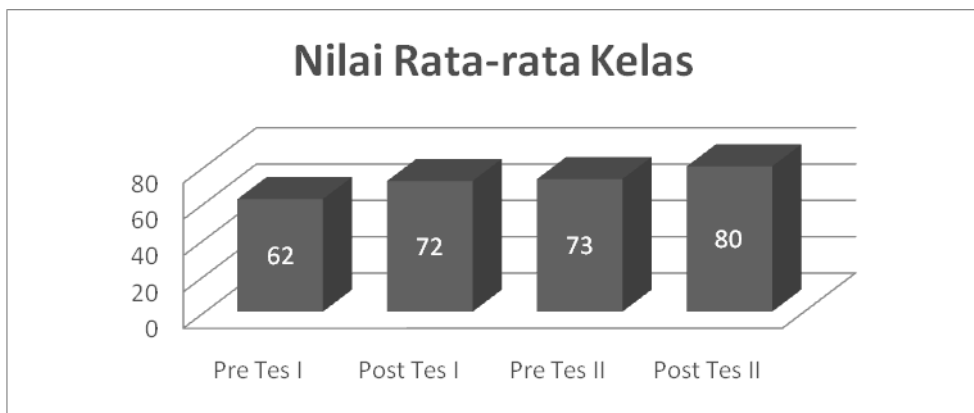 Nilai Rata-rata Kelas
80
60
40
20
0
62
72
73
80
Pre Tes I
Post Tes I
Pre Tes II
Post Tes II